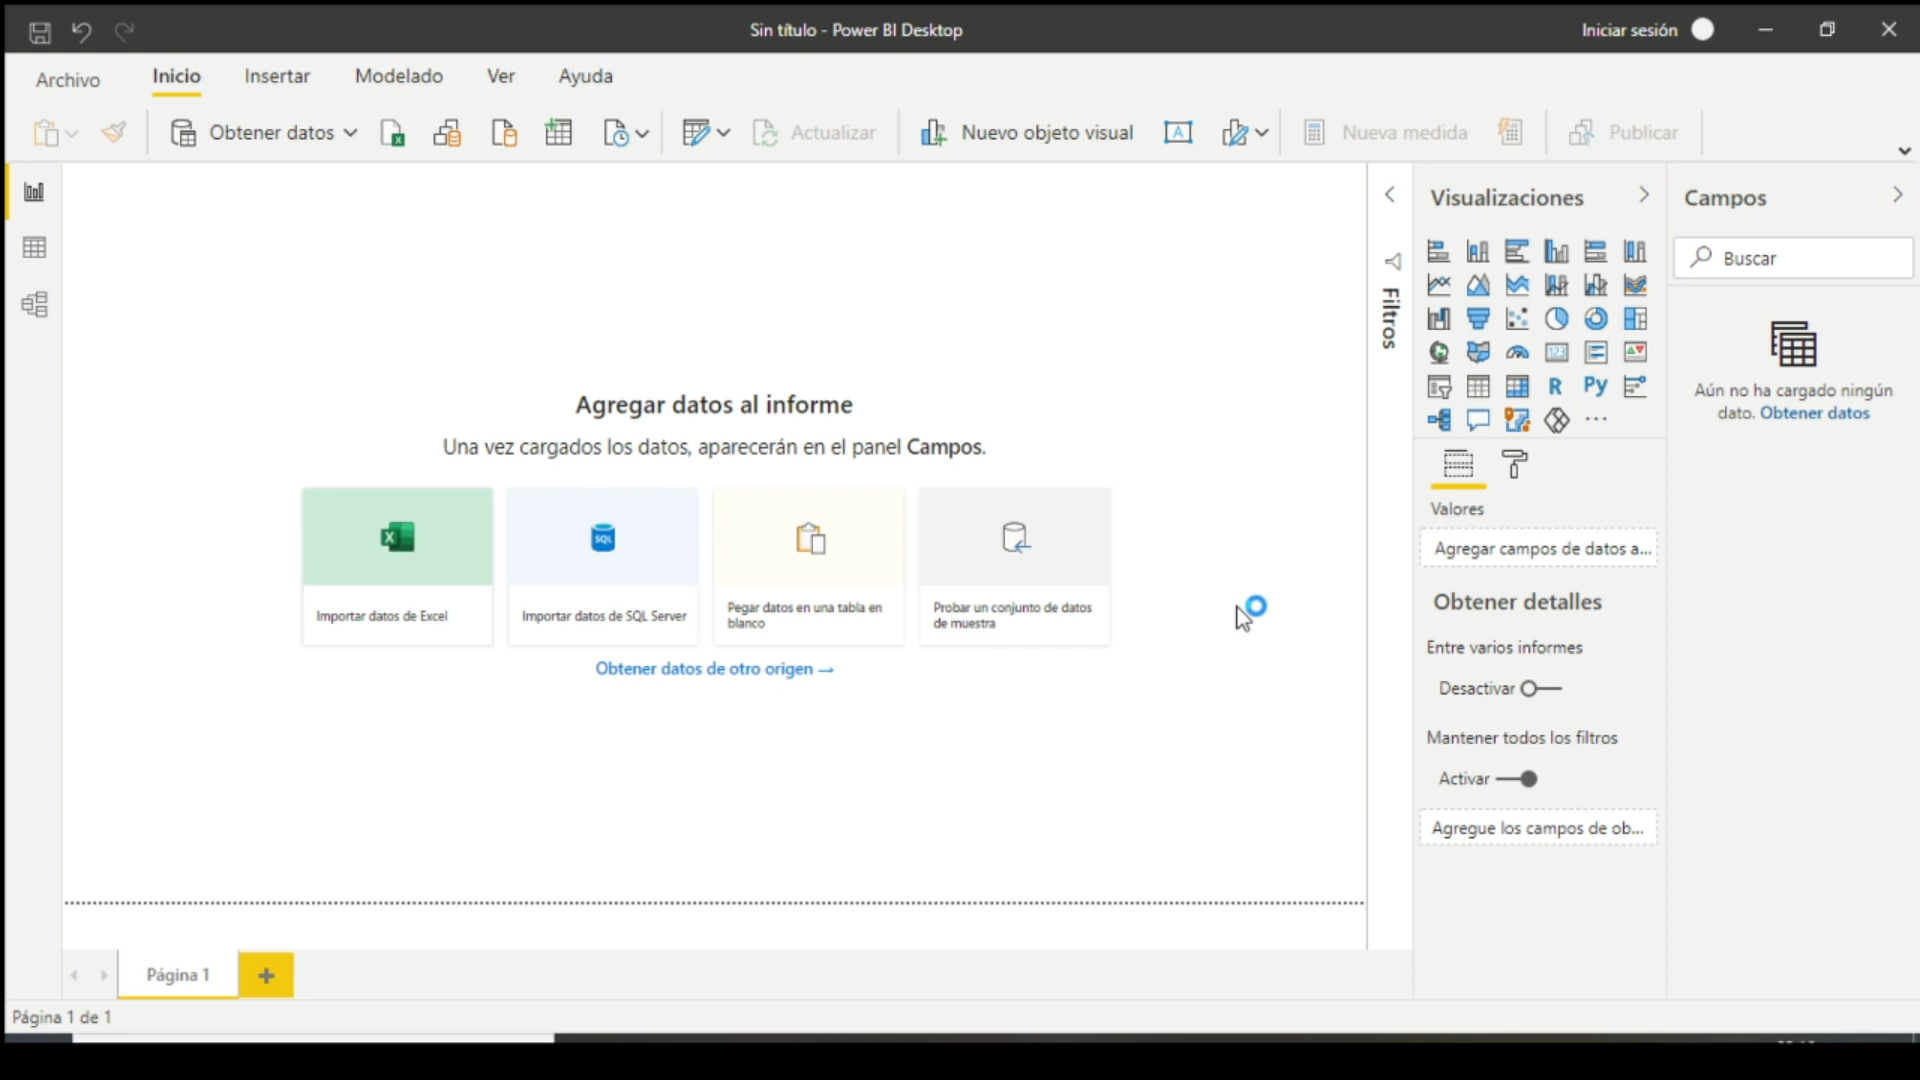 Sin título - Power BI Desktop
Iniciar sesión
Archivo
Inicio
Insertar
Modelado
Ver
Ayuda
Obtener datos
Actualizar
Nuevo objeto visual
Nueva medida
Publicar
Agregar datos al informe
Una vez cargados los datos, aparecerán en el panel Campos.
Importar datos de Excel
SQL
Importar datos de SQL Server
Pegar datos en una tabla en
blanco
Probar un conjunto de datos
de muestra
Obtener datos de otro origen →
Filtros
Visualizaciones
123
R
Py
Valores
Agregar campos de datos a...
Obtener detalles
Entre varios informes
Desactivar
Mantener todos los filtros
Activar
Agregue los campos de ob...
Campos
Buscar
Aún no ha cargado ningún
dato. Obtener datos
Página 1
Página 1 de 1